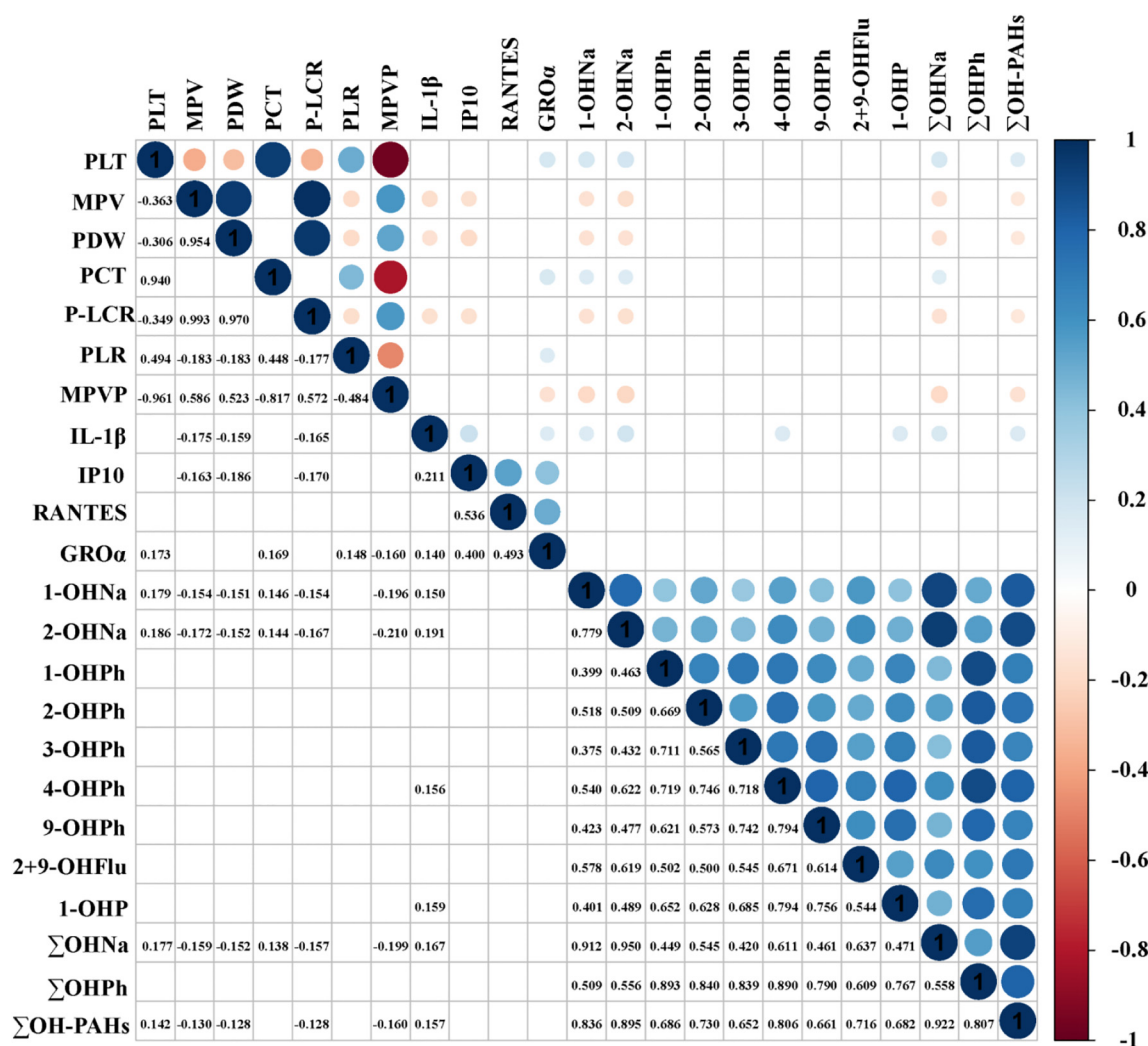 PLT MPV PDW PCT P-LCR PLR MPVP IL-1β IP10 RANTES GROα 1-OHNa 2-OHNa 1-OHPh 2-OHPh 3-OHPh 4-OHPh 9-OHPh 2+9-OHFlu 1-OHP ∑OHNa ∑OHPh ∑OH-PAHs
PLT 1
MPV -0.363 1
PDW -0.306 0.954 1
PCT 0.940 1
P-LCR -0.349 0.993 0.970 1
PLR 0.494 -0.183 -0.183 0.448 -0.177 1
MPVP -0.961 0.586 0.523 -0.817 0.572 -0.484 1
IL-1β -0.175 -0.159 -0.165 1
IP10 -0.163 -0.186 -0.170 0.211 1
RANTES 0.536 1
GROα 0.173 0.169 0.148 -0.160 0.140 0.400 0.493 1
1-OHNa 0.179 -0.154 -0.151 0.146 -0.154 -0.196 0.150 1
2-OHNa 0.186 -0.172 -0.152 0.144 -0.167 -0.210 0.191 0.779 1
1-OHPh 0.399 0.463 1
2-OHPh 0.518 0.509 0.669 1
3-OHPh 0.375 0.432 0.711 0.565 1
4-OHPh 0.156 0.540 0.622 0.719 0.746 0.718 1
9-OHPh 0.423 0.477 0.621 0.573 0.742 0.794 1
2+9-OHFlu 0.578 0.619 0.502 0.500 0.545 0.671 0.614 1
1-OHP 0.159 0.401 0.489 0.652 0.628 0.685 0.794 0.756 0.544 1
∑OHNa 0.177 -0.159 -0.152 0.138 -0.157 -0.199 0.167 0.912 0.950 0.449 0.545 0.420 0.611 0.461 0.637 0.471 1
∑OHPh 0.509 0.556 0.893 0.840 0.839 0.890 0.790 0.609 0.767 0.558 1
∑OH-PAHs 0.142 -0.130 -0.128 -0.128 -0.160 0.157 0.836 0.895 0.686 0.730 0.652 0.806 0.661 0.716 0.682 0.922 0.807 1
1
0.8
0.6
0.4
0.2
0
-0.2
-0.4
-0.6
-0.8
-1